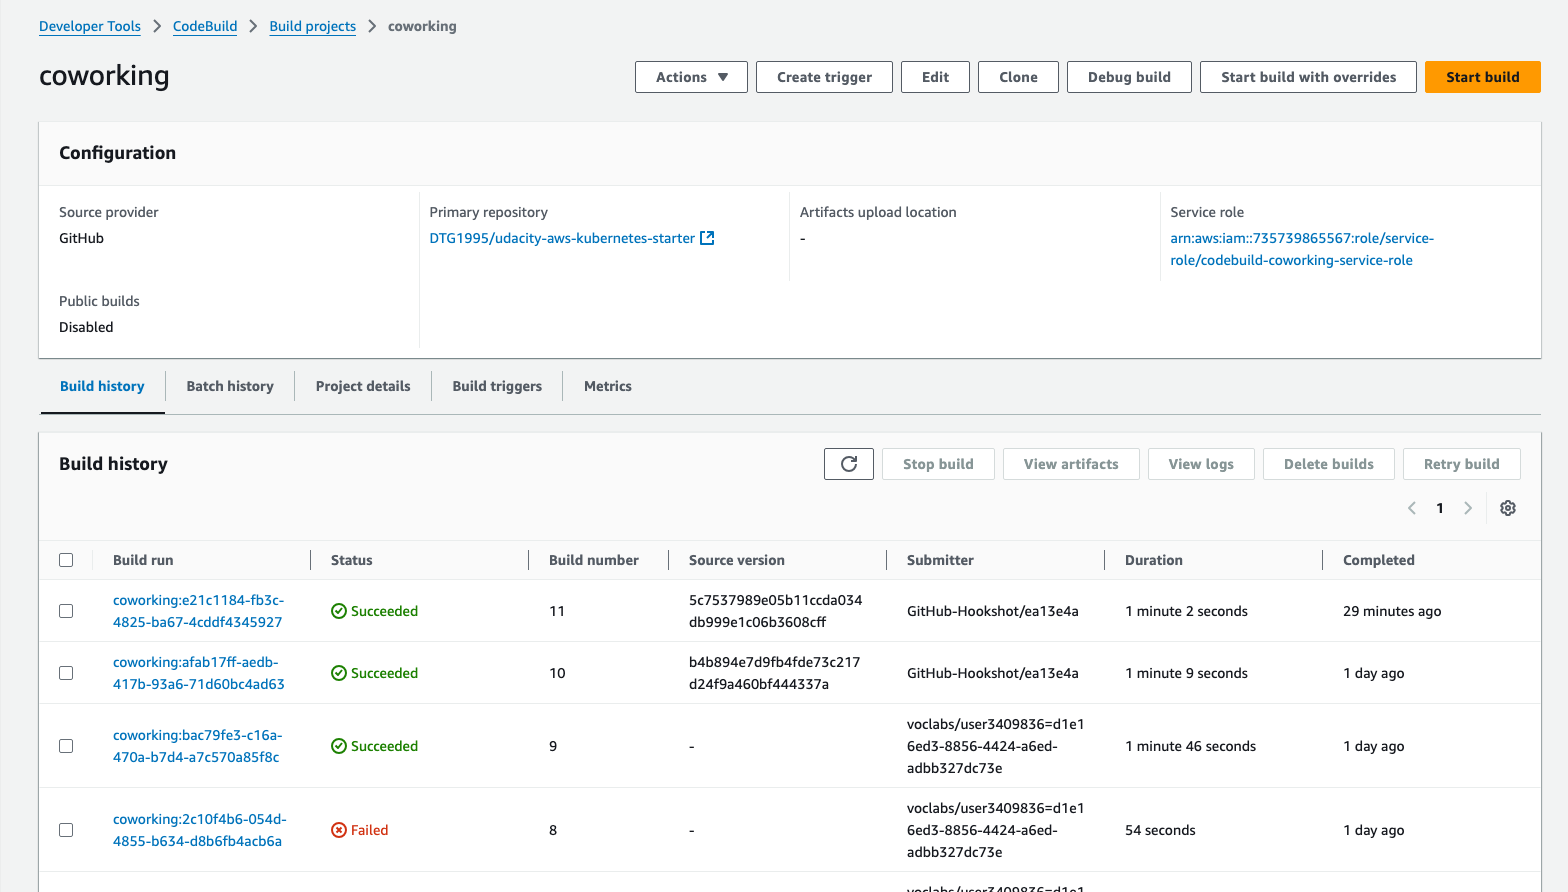 Developer Tools > CodeBuild > Build projects > coworking
coworking
Actions Create trigger Edit Clone Debug build Start build with overrides Start build
Configuration
Source provider
GitHub
Primary repository
DTG1995/udacity-aws-kubernetes-starter
Artifacts upload location
-
Service role
arn:aws:iam::735739865567:role/service-
role/codebuild-coworking-service-role
Public builds
Disabled
Build history Batch history Project details Build triggers Metrics
Build history
Stop build View artifacts View logs Delete builds Retry build
< 1 >
Build run Status Build number Source version Submitter Duration Completed
coworking:e21c1184-fb3c-
4825-ba67-4cddf4345927
Succeeded
11
5c7537989e05b11ccda034
db999e1c06b3608cff
GitHub-Hookshot/ea13e4a
1 minute 2 seconds
29 minutes ago
coworking:afab17ff-aedb-
417b-93a6-71d60bc4ad63
Succeeded
10
b4b894e7d9fb4fde73c217
d24f9a460bf444337a
GitHub-Hookshot/ea13e4a
1 minute 9 seconds
1 day ago
coworking:bac79fe3-c16a-
470a-b7d4-a7c570a85f8c
Succeeded
9
-
voclabs/user3409836=d1e1
6ed3-8856-4424-a6ed-
adbb327dc73e
1 minute 46 seconds
1 day ago
coworking:2c10f4b6-054d-
4855-b634-d8b6fb4acb6a
Failed
8
-
voclabs/user3409836=d1e1
6ed3-8856-4424-a6ed-
adbb327dc73e
54 seconds
1 day ago